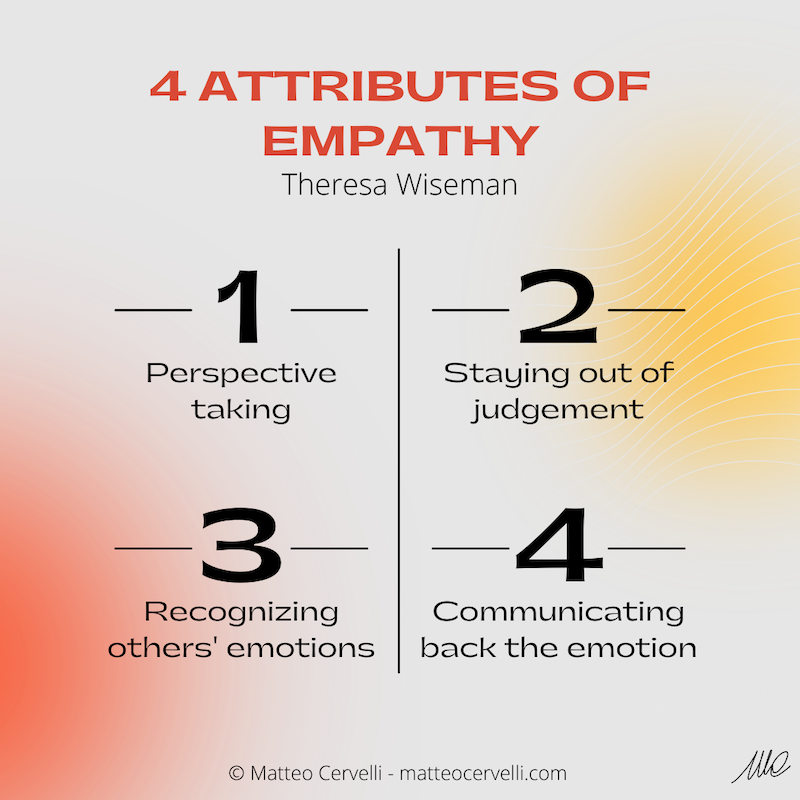 4 ATTRIBUTES OF
EMPATHY
Theresa Wiseman
1
Perspective
taking
2
Staying out of
judgement
3
Recognizing
others' emotions
4
Communicating
back the emotion
© Matteo Cervelli - matteocervelli.com